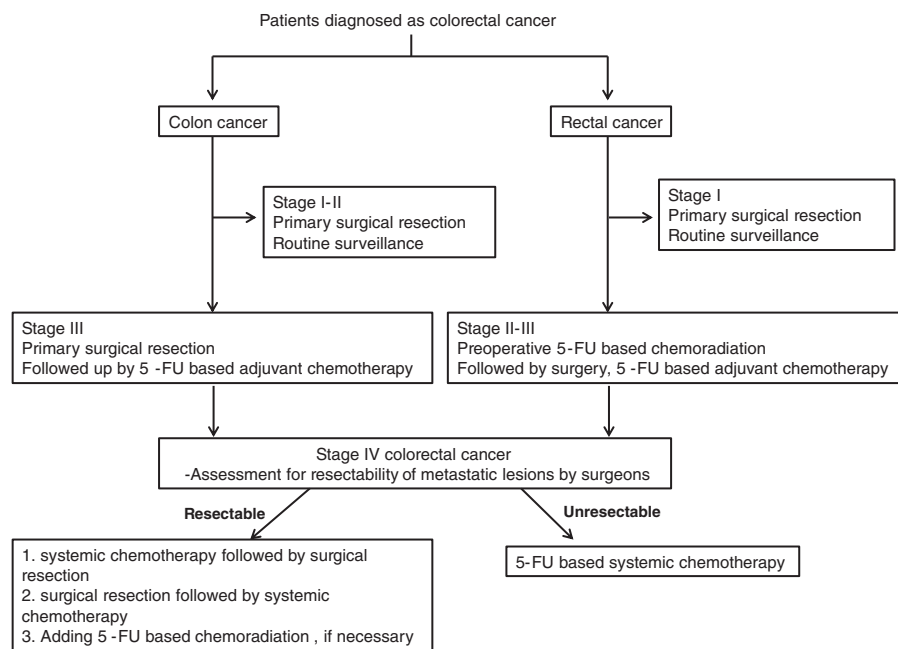 Patients diagnosed as colorectal cancer
Colon cancer
Rectal cancer
Stage I-II
Primary surgical resection
Routine surveillance
Stage I
Primary surgical resection
Routine surveillance
Stage III
Primary surgical resection
Followed up by 5 -FU based adjuvant chemotherapy
Stage II-III
Preoperative 5-FU based chemoradiation
Followed by surgery, 5 -FU based adjuvant chemotherapy
Stage IV colorectal cancer
-Assessment for resectability of metastatic lesions by surgeons
Resectable
Unresectable
1. systemic chemotherapy followed by surgical
resection
2. surgical resection followed by systemic
chemotherapy
3. Adding 5 -FU based chemoradiation , if necessary
5-FU based systemic chemotherapy